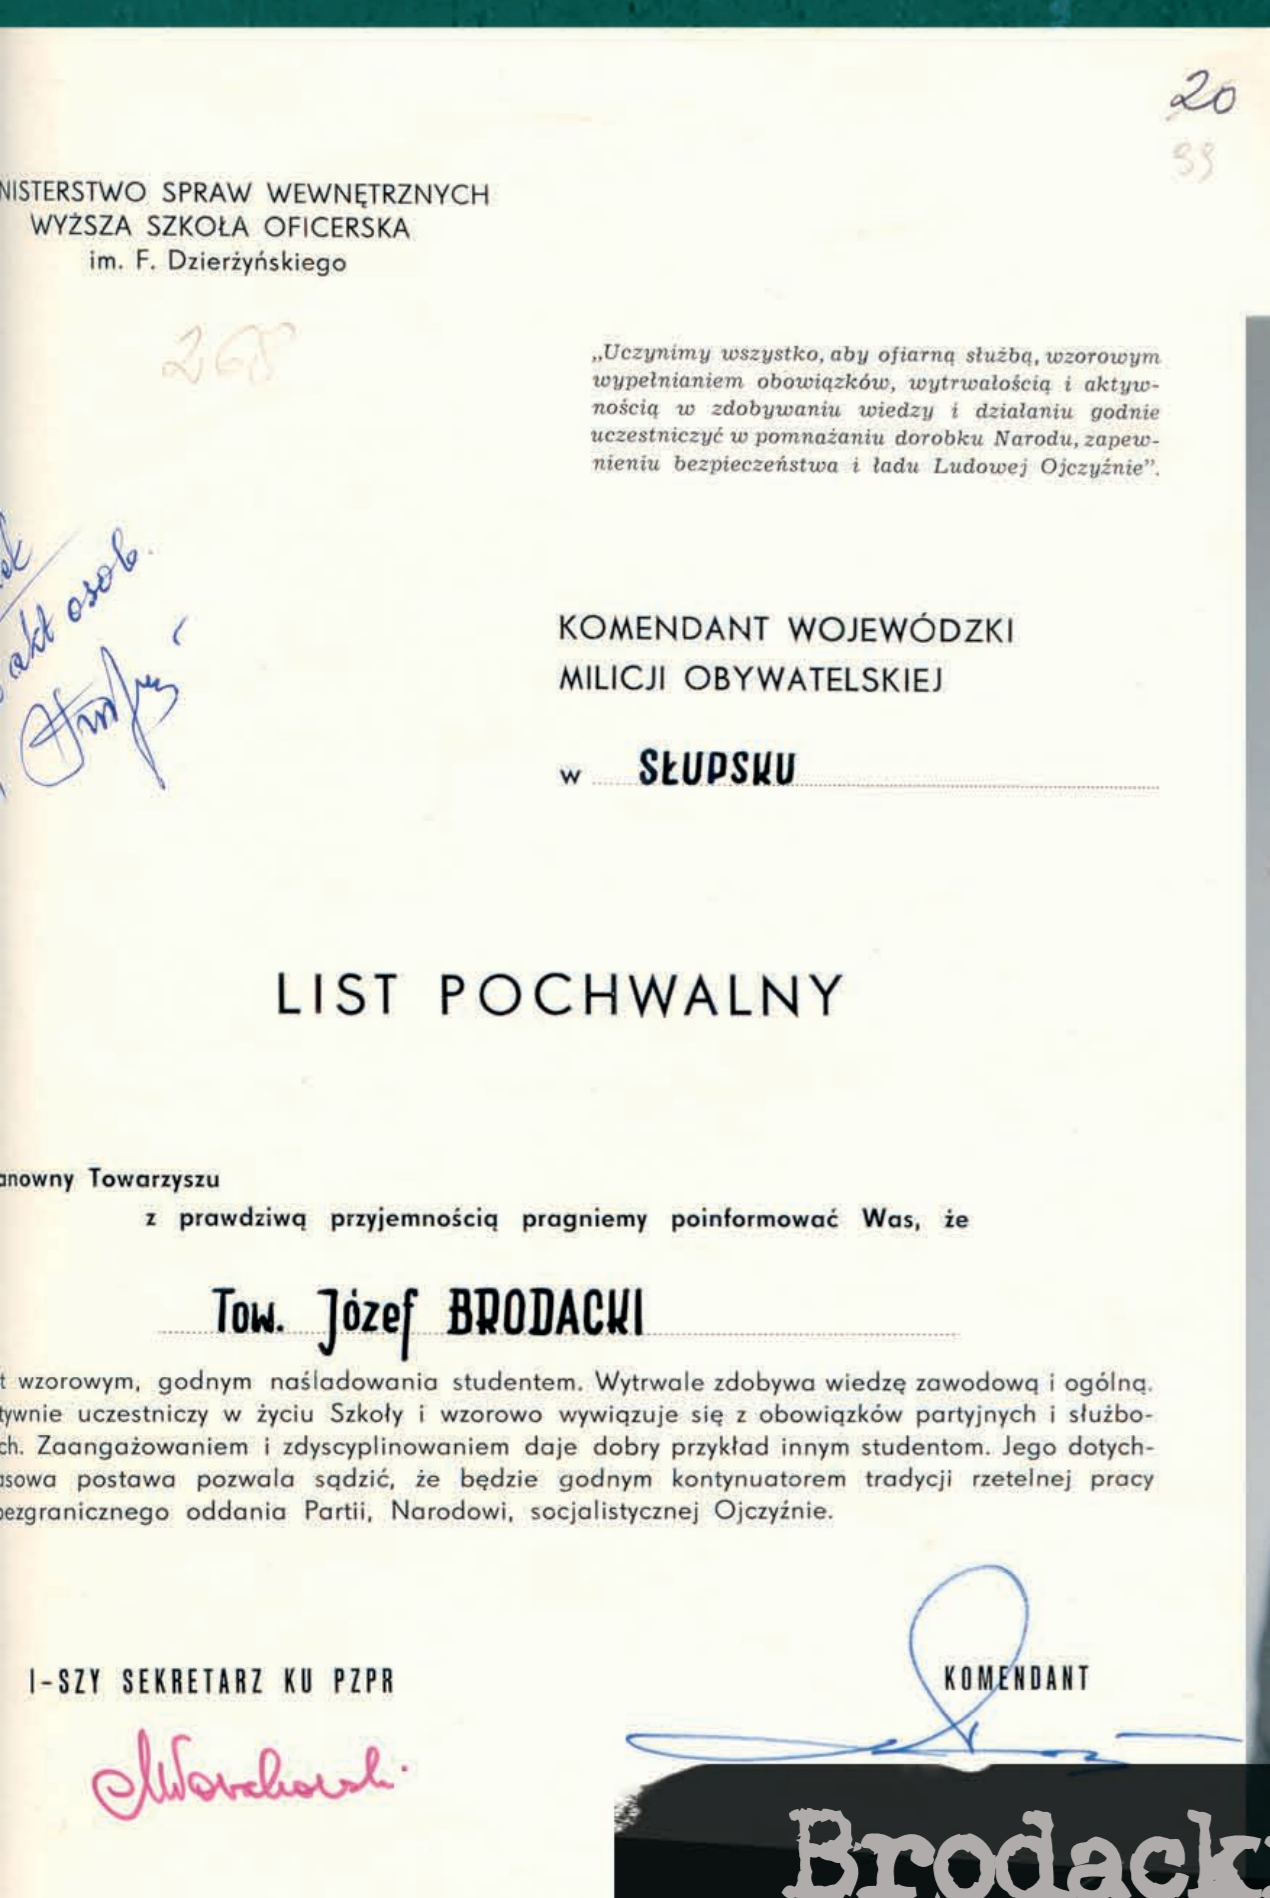 20
99
NISTERSTWO SPRAW WEWNĘTRZNYCH
WYŻSZA SZKOŁA OFICERSKA
im. F. Dzierżyńskiego
268
„Uczynimy wszystko, aby ofiarną służbą, wzorowym
wypełnianiem obowiązków, wytrwałością i aktyw-
nością w zdobywaniu wiedzy i działaniu godnie
uczestniczyć w pomnażaniu dorobku Narodu, zapew-
nieniu bezpieczeństwa i ładu Ludowej Ojczyźnie”.
akt osob.
KOMENDANT WOJEWÓDZKI
MILICJI OBYWATELSKIEJ
w SŁUPSKU
LIST POCHWALNY
anowny Towarzyszu
z prawdziwą przyjemnością pragniemy poinformować Was, że
Tow. Józef BRODACKI
t wzorowym, godnym naśladowania studentem. Wytrwale zdobywa wiedzę zawodową i ogólną.
tywnie uczestniczy w życiu Szkoły i wzorowo wywiązuje się z obowiązków partyjnych i służbo-
ch. Zaangażowaniem i zdyscyplinowaniem daje dobry przykład innym studentom. Jego dotych-
asowa postawa pozwala sądzić, że będzie godnym kontynuatorem tradycji rzetelnej pracy
bezgranicznego oddania Partii, Narodowi, socjalistycznej Ojczyźnie.
I-SZY SEKRETARZ KU PZPR
KOMENDANT
Brodacki